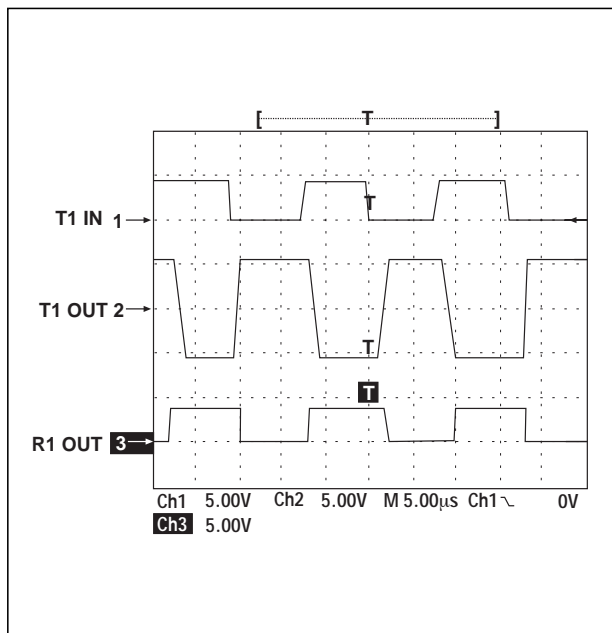 [ T ]
T
T1 IN 1
T1 OUT 2
T
T
R1 OUT 3
Ch1 5.00V Ch2 5.00V M 5.00µs Ch1 0V
Ch3 5.00V